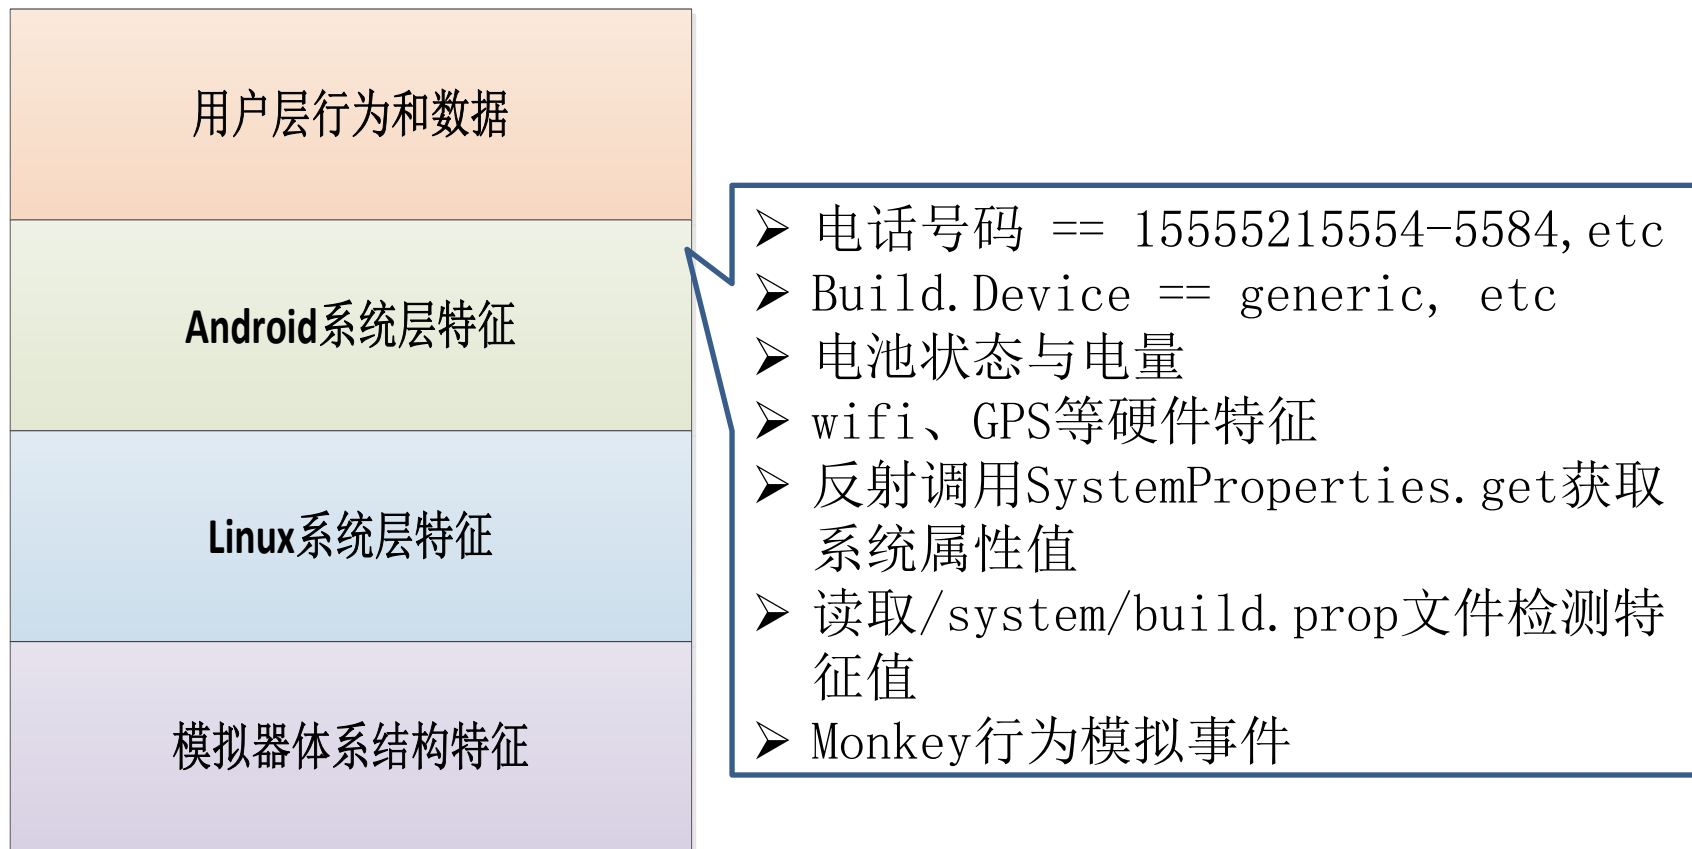 用户层行为和数据
Android系统层特征
Linux系统层特征
模拟器体系结构特征
➢ 电话号码 == 15555215554-5584,etc
➢ Build.Device == generic, etc
➢ 电池状态与电量
➢ wifi、GPS等硬件特征
➢ 反射调用SystemProperties.get获取
系统属性值
➢ 读取/system/build.prop文件检测特
征值
➢ Monkey行为模拟事件